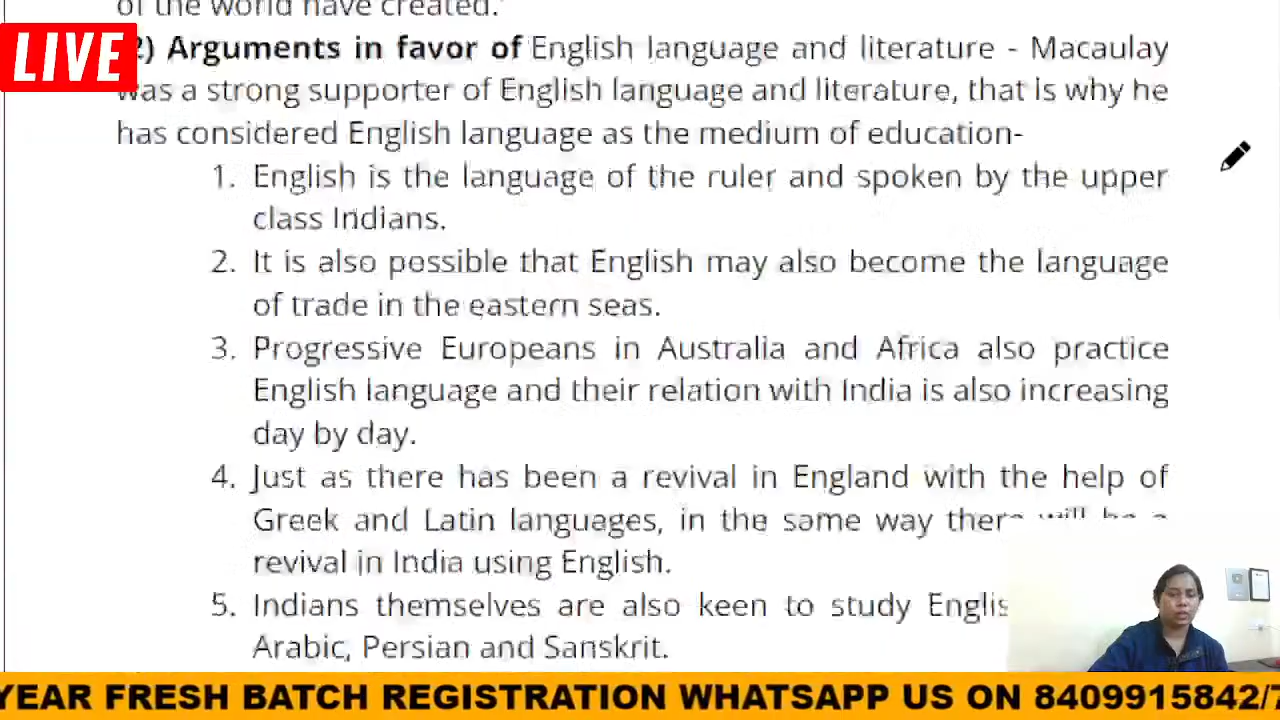 of the world have created.'
LIVE
2) Arguments in favor of English language and literature - Macaulay
was a strong supporter of English language and literature, that is why he
has considered English language as the medium of education-
1. English is the language of the ruler and spoken by the upper
class Indians.
2. It is also possible that English may also become the language
of trade in the eastern seas.
3. Progressive Europeans in Australia and Africa also practice
English language and their relation with India is also increasing
day by day.
4. Just as there has been a revival in England with the help of
Greek and Latin languages, in the same way there will be a
revival in India using English.
5. Indians themselves are also keen to study
Arabic, Persian and Sanskrit.
YEAR FRESH BATCH REGISTRATION WHATSAPP US ON 8409915842/7